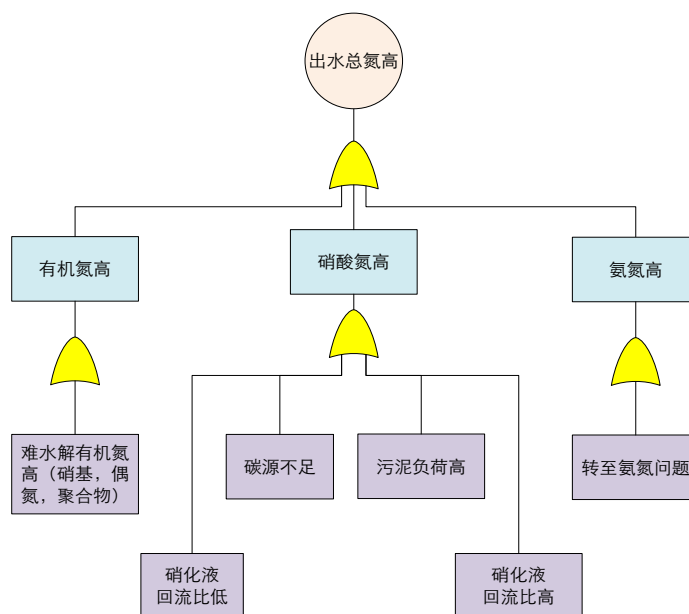 出水总氮高
有机氮高
硝酸氮高
氨氮高
难水解有机氮
高（硝基，偶
氮，聚合物）
碳源不足
污泥负荷高
转至氨氮问题
硝化液
回流比低
硝化液
回流比高